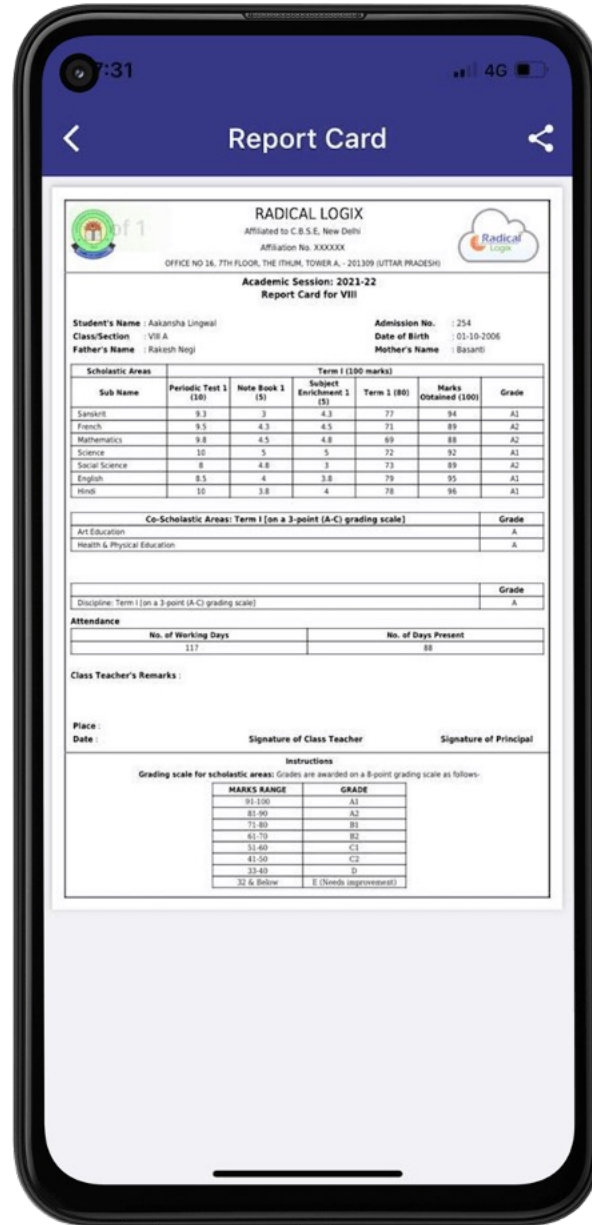 7:31
4G
Report Card
of 1
RADICAL LOGIX
Affiliated to C.B.S.E, New Delhi
Affiliation No. XXXXXX
OFFICE NO 16, 7TH FLOOR, THE ITHUM, TOWER A, - 201309 (UTTAR PRADESH)
Radical Logix
Academic Session: 2021-22
Report Card for VIII
Student's Name : Aakansha Lingwal Admission No. : 254
Class/Section : VIII A Date of Birth : 01-10-2006
Father's Name : Rakesh Negi Mother's Name : Basanti
Scholastic Areas Term I (100 marks)
Sub Name Periodic Test 1 (10) Note Book 1 (5) Subject Enrichment 1 (5) Term 1 (80) Marks Obtained (100) Grade
Sanskrit 9.3 3 4.3 77 94 A1
French 9.5 4.3 4.5 71 89 A2
Mathematics 9.8 4.5 4.8 69 88 A2
Science 10 5 5 72 92 A1
Social Science 8 4.8 3 73 89 A2
English 8.5 4 3.8 79 95 A1
Hindi 10 3.8 4 78 96 A1
Co-Scholastic Areas: Term I [on a 3-point (A-C) grading scale] Grade
Art Education A
Health & Physical Education A
Grade
Discipline: Term I [on a 3-point (A-C) grading scale] A
Attendance
No. of Working Days No. of Days Present
117 88
Class Teacher's Remarks :
Place :
Date : Signature of Class Teacher Signature of Principal
Instructions
Grading scale for scholastic areas: Grades are awarded on a 8-point grading scale as follows-
MARKS RANGE GRADE
91-100 A1
81-90 A2
71-80 B1
61-70 B2
51-60 C1
41-50 C2
33-40 D
32 & Below E (Needs improvement)